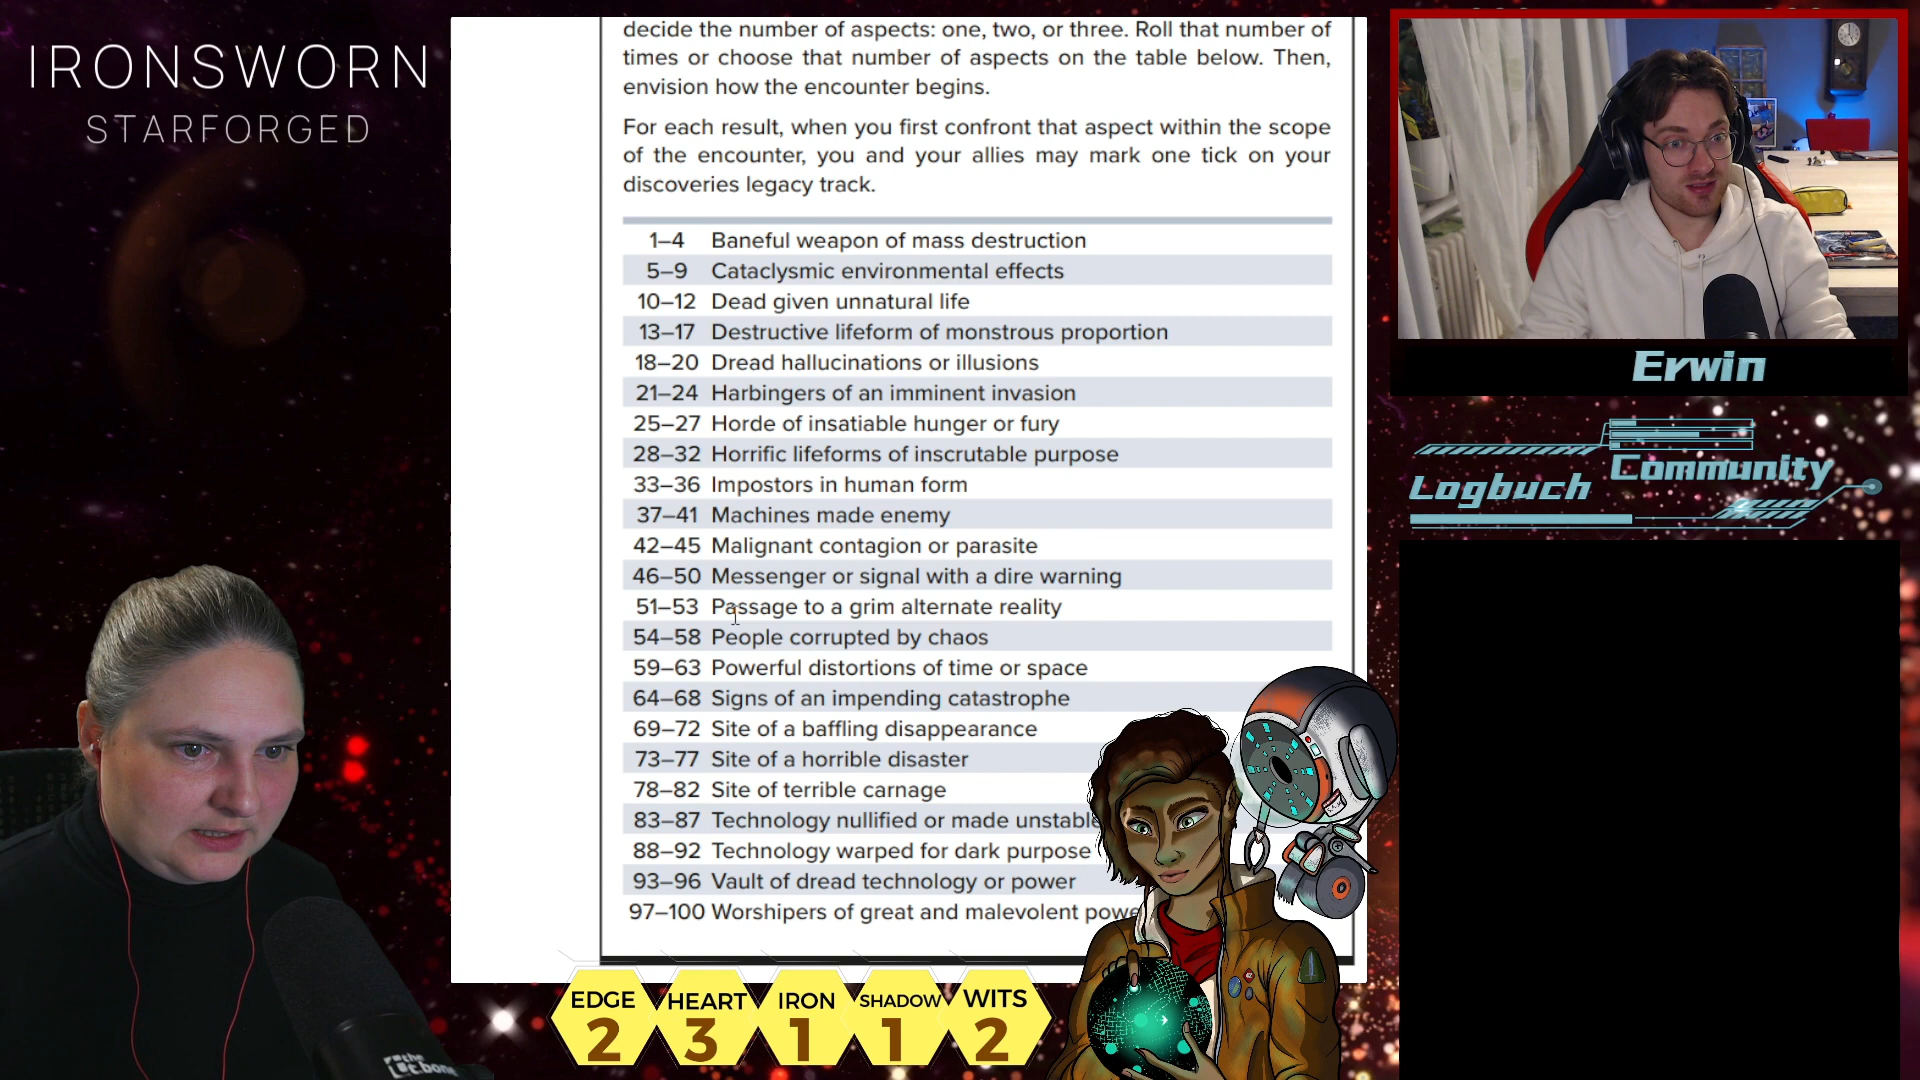 IRONSWORN
STARFORGED
decide the number of aspects: one, two, or three. Roll that number of
times or choose that number of aspects on the table below. Then,
envision how the encounter begins.
For each result, when you first confront that aspect within the scope
of the encounter, you and your allies may mark one tick on your
discoveries legacy track.
1–4 Baneful weapon of mass destruction
5–9 Cataclysmic environmental effects
10–12 Dead given unnatural life
13–17 Destructive lifeform of monstrous proportion
18–20 Dread hallucinations or illusions
21–24 Harbingers of an imminent invasion
25–27 Horde of insatiable hunger or fury
28–32 Horrific lifeforms of inscrutable purpose
33–36 Impostors in human form
37–41 Machines made enemy
42–45 Malignant contagion or parasite
46–50 Messenger or signal with a dire warning
51–53 Passage to a grim alternate reality
54–58 People corrupted by chaos
59–63 Powerful distortions of time or space
64–68 Signs of an impending catastrophe
69–72 Site of a baffling disappearance
73–77 Site of a horrible disaster
78–82 Site of terrible carnage
83–87 Technology nullified or made unstable
88–92 Technology warped for dark purpose
93–96 Vault of dread technology or power
97–100 Worshipers of great and malevolent powe
EDGE HEART IRON SHADOW WITS
2 3 1 1 2
Erwin
Logbuch Community
the
bone